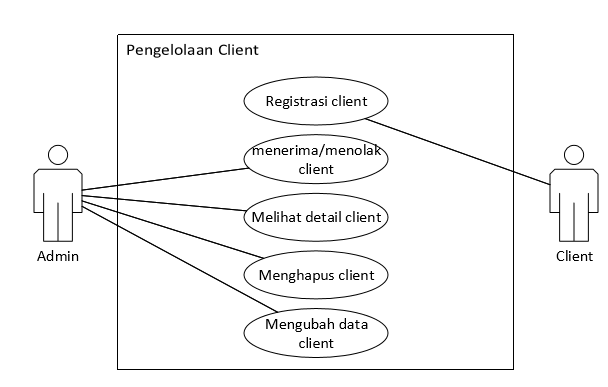 Pengelolaan Client
Registrasi client
menerima/menolak
client
Melihat detail client
Menghapus client
Mengubah data
client
Admin
Client